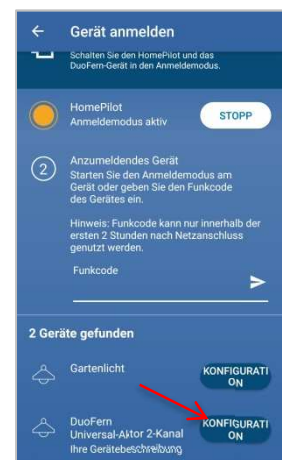 Gerät anmelden
Schalten Sie den HomePilot und das
DuoFern-Gerät in den Anmeldemodus.
HomePilot
Anmeldemodus aktiv
STOPP
2
Anzumeldendes Gerät
Starten Sie den Anmeldemodus am
Gerät oder geben Sie den Funkcode
des Gerätes ein.
Hinweis: Funkcode kann nur innerhalb der
ersten 2 Stunden nach Netzanschluss
genutzt werden.
Funkcode
2 Geräte gefunden
Gartenlicht
KONFIGURATI
ON
DuoFern
Universal-Aktor 2-Kanal
Ihre Gerätebeschreibung
KONFIGURATI
ON